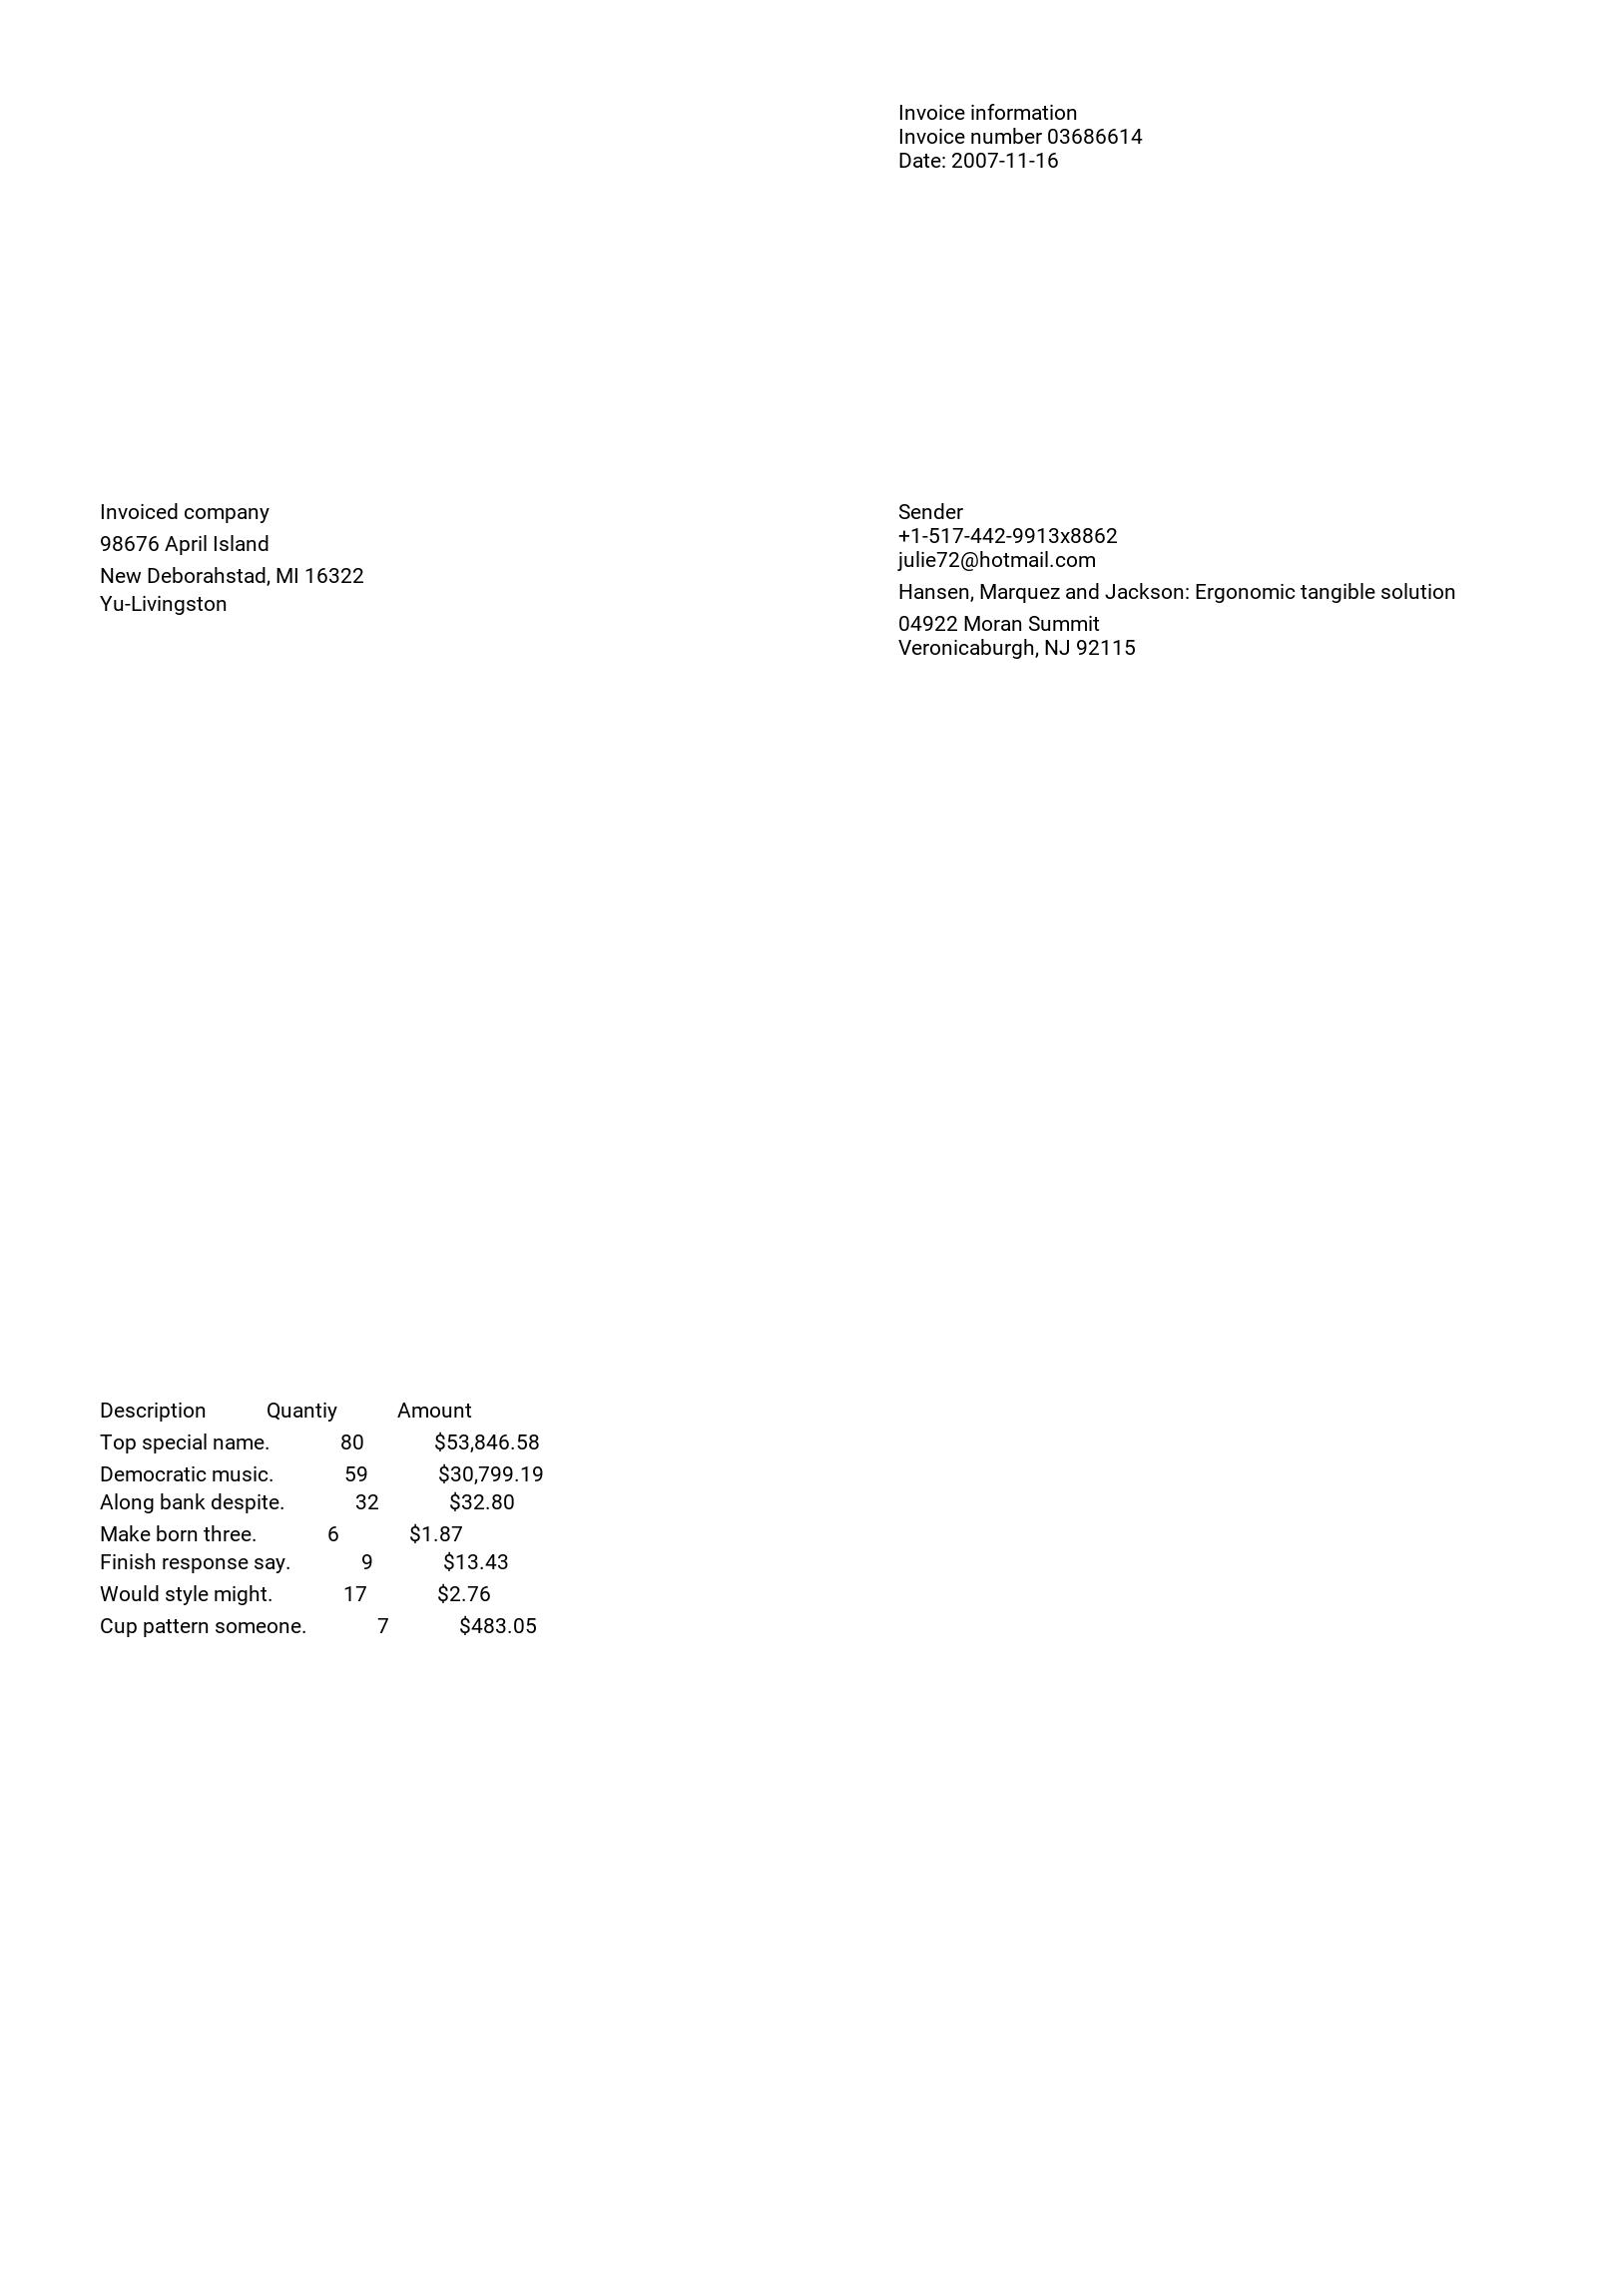 Invoice information
Invoice number 03686614
Date: 2007-11-16
Invoiced company
98676 April Island
New Deborahstad, MI 16322
Yu-Livingston
Sender
+1-517-442-9913x8862
julie72@hotmail.com
Hansen, Marquez and Jackson: Ergonomic tangible solution
04922 Moran Summit
Veronicaburgh, NJ 92115
Description Quantiy Amount
Top special name. 80 $53,846.58
Democratic music. 59 $30,799.19
Along bank despite. 32 $32.80
Make born three. 6 $1.87
Finish response say. 9 $13.43
Would style might. 17 $2.76
Cup pattern someone. 7 $483.05